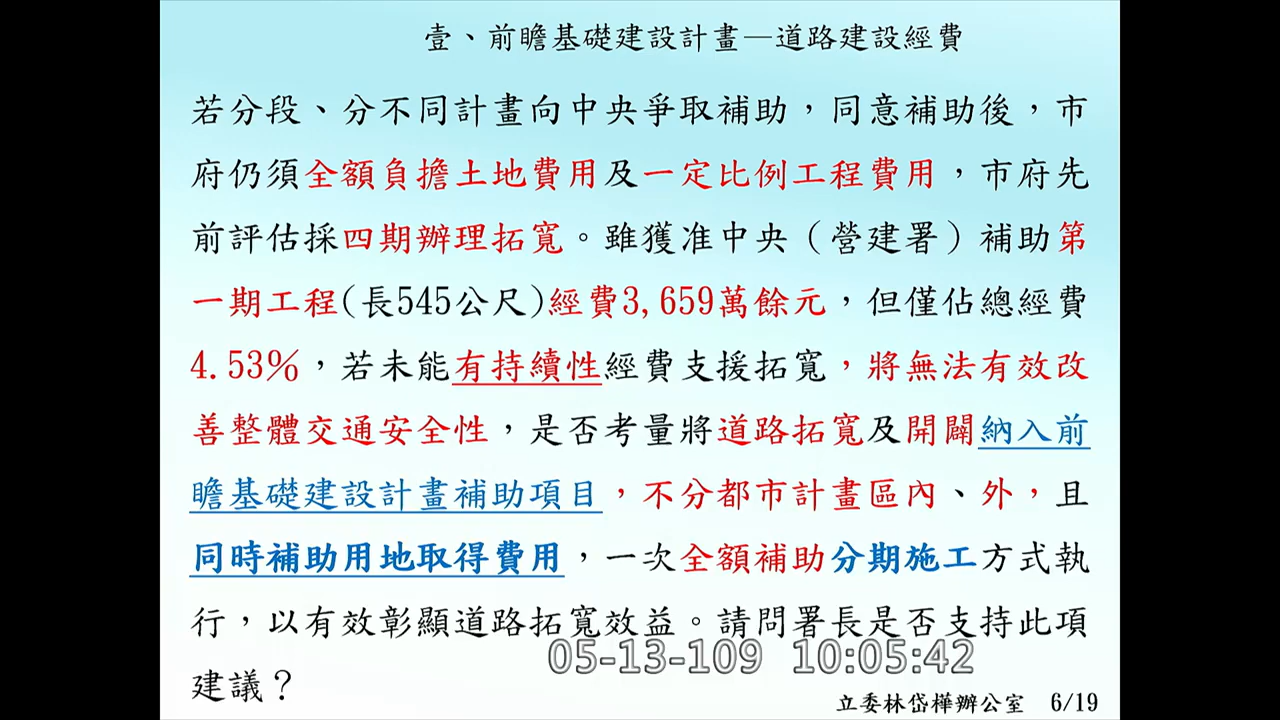 壹、前瞻基礎建設計畫—道路建設經費
若分段、分不同計畫向中央爭取補助，同意補助後，市
府仍須全額負擔土地費用及一定比例工程費用，市府先
前評估採四期辦理拓寬。雖獲准中央（營建署）補助第
一期工程(長545公尺)經費3,659萬餘元，但僅佔總經費
4.53%，若未能有持續性經費支援拓寬，將無法有效改
善整體交通安全性，是否考量將道路拓寬及開闢納入前
瞻基礎建設計畫補助項目，不分都市計畫區內、外，且
同時補助用地取得費用，一次全額補助分期施工方式執
行，以有效彰顯道路拓寬效益。請問署長是否支持此項
建議？
05-13-109 10:05:42
立委林岱樺辦公室 6/19